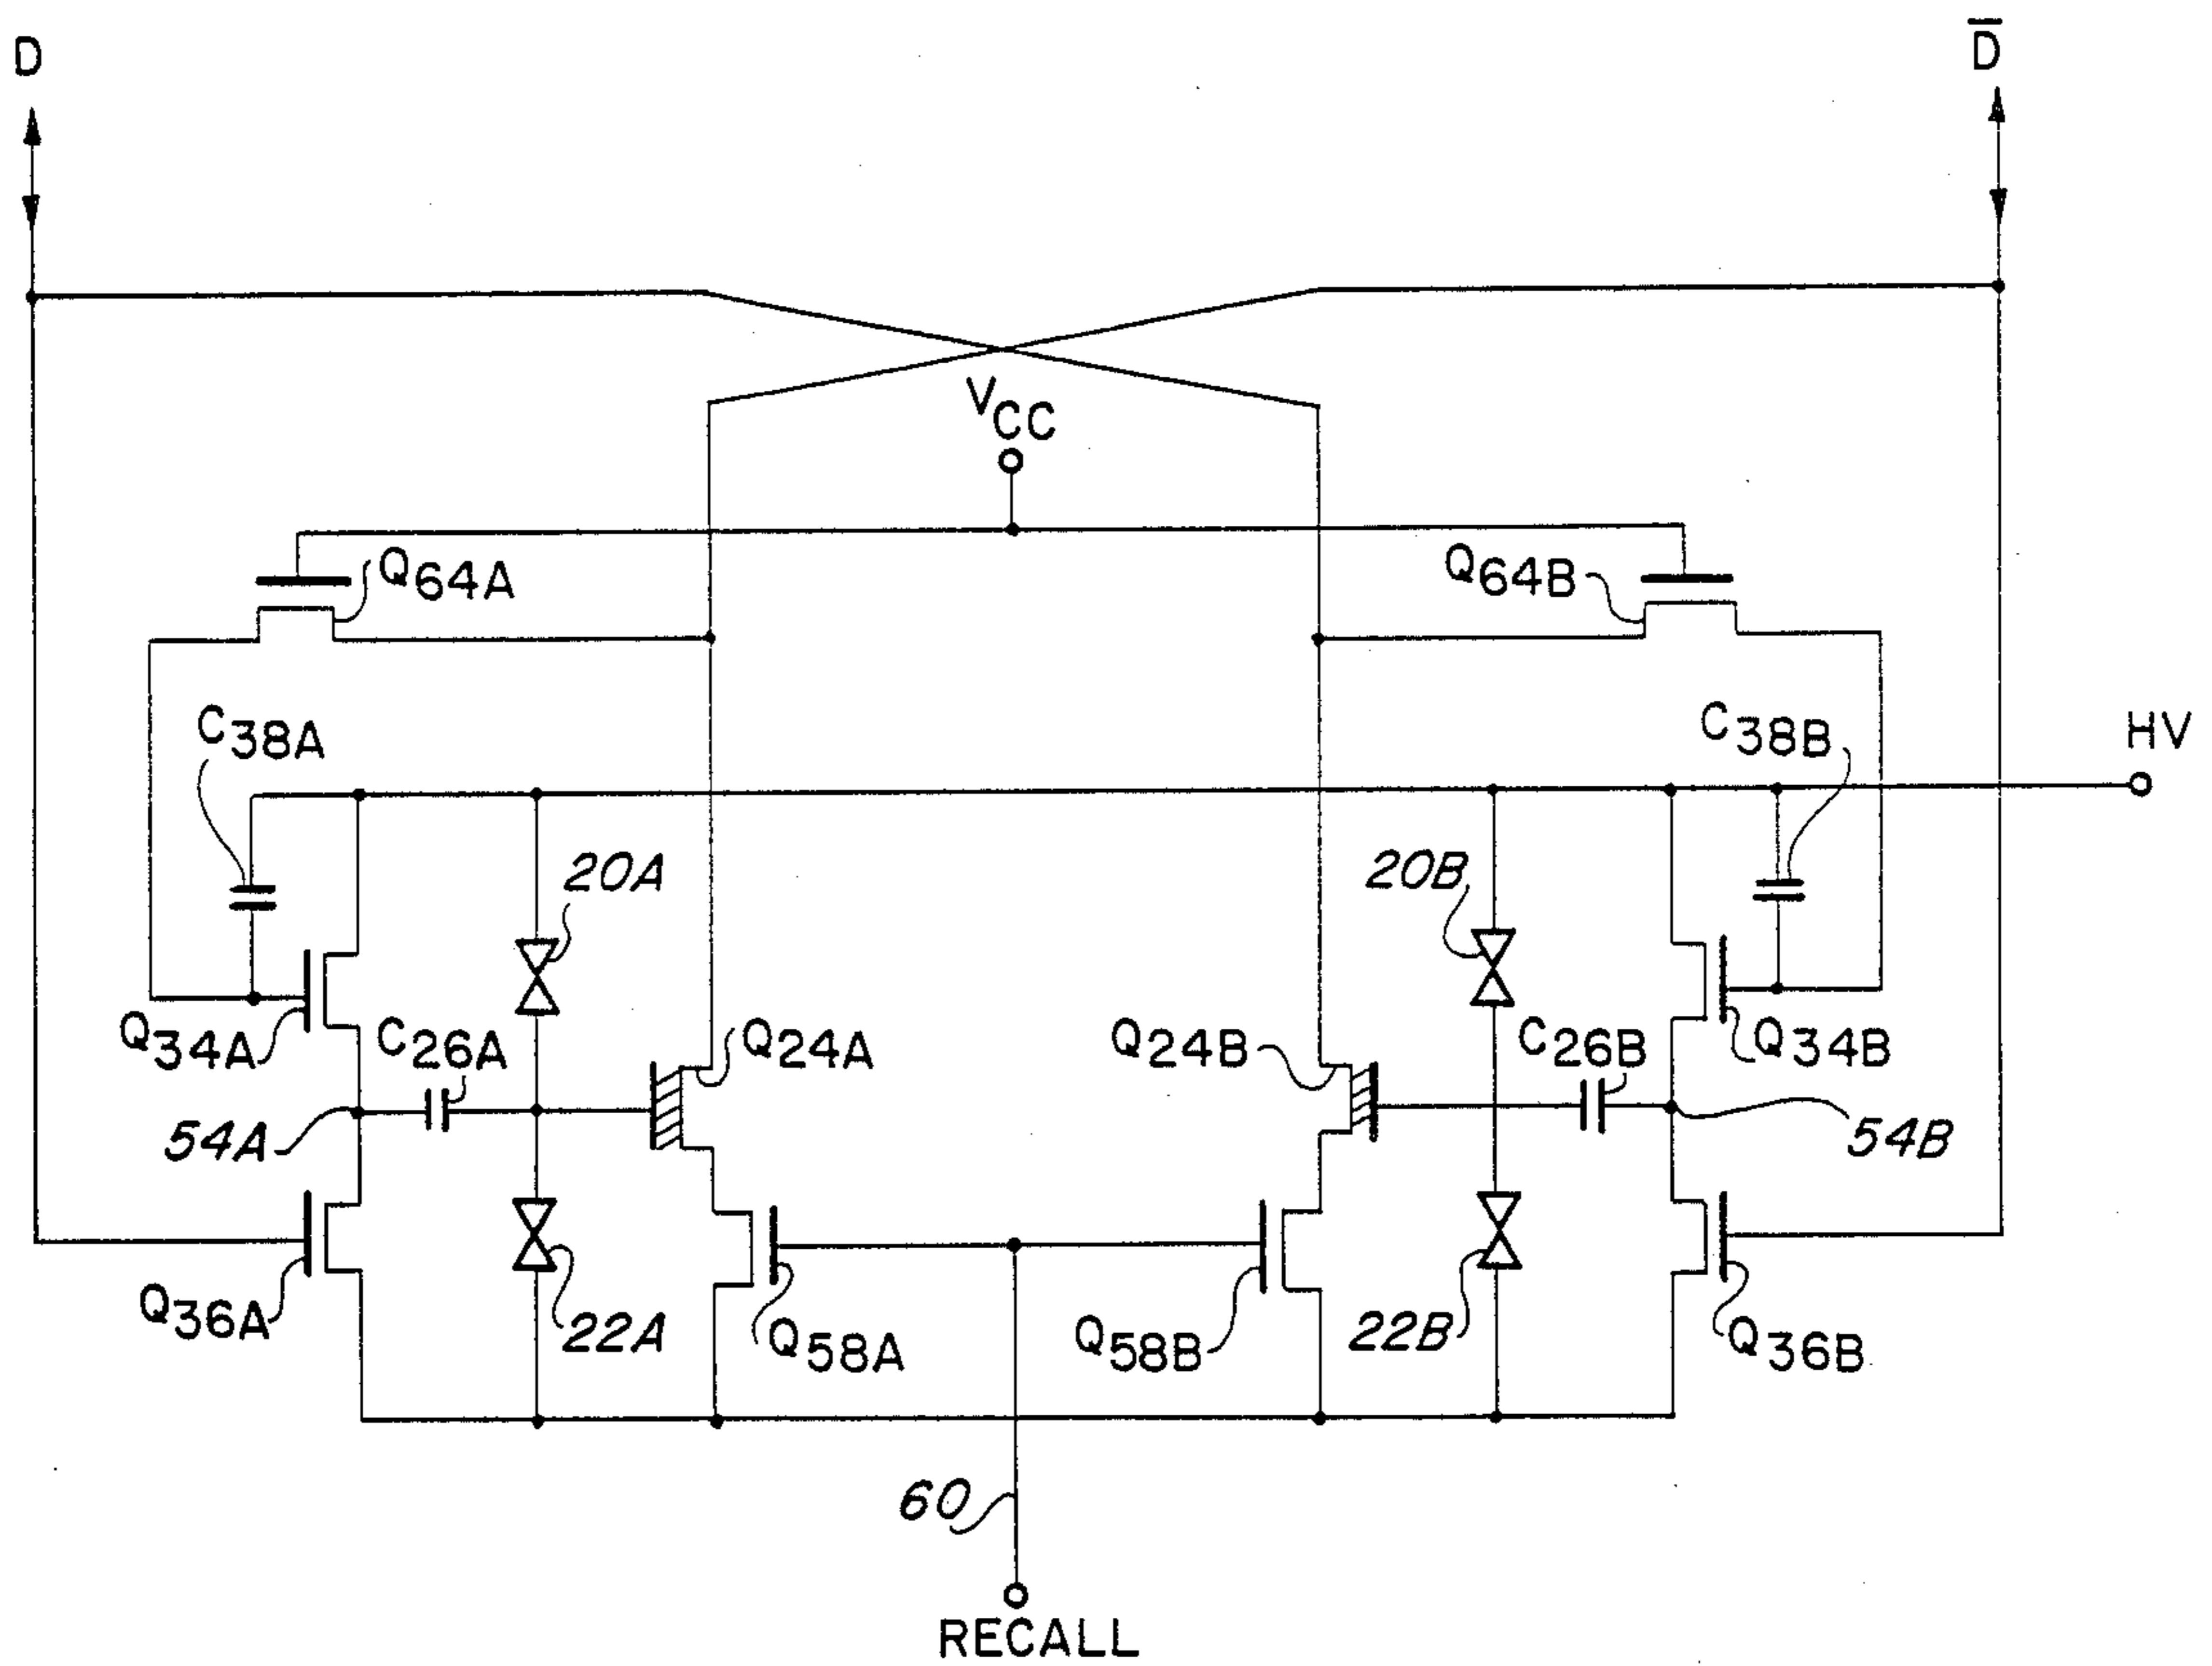 D
D̅
VCC
Q64A
Q64B
C38A
C38B
HV
20A
20B
Q34A
C26A
Q24A
Q24B
C26B
Q34B
54A
54B
Q36A
22A
Q58A
Q58B
22B
Q36B
60
RECALL